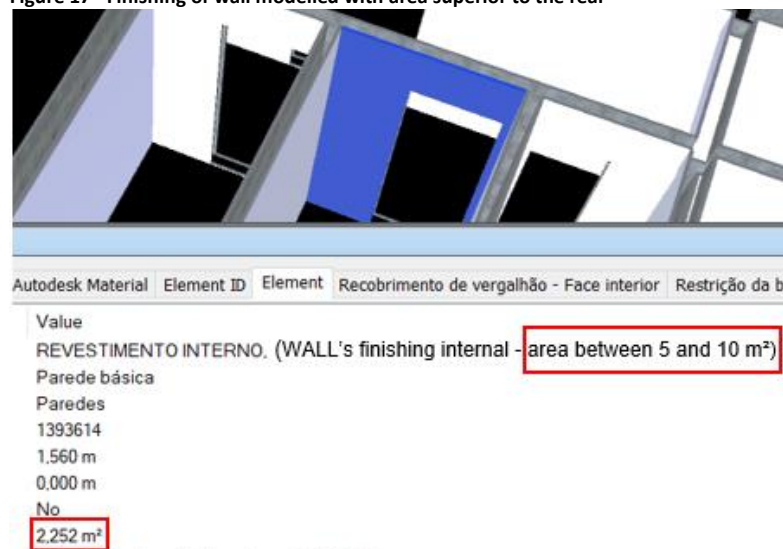 Figure 17 - Finishing of wall modelled with area superior to the real
Autodesk Material Element ID Element Recobrimento de vergalhão - Face interior Restrição da b
Value
REVESTIMENTO INTERNO, (WALL's finishing internal - area between 5 and 10 m²)
Parede básica
Paredes
1393614
1,560 m
0,000 m
No
2,252 m²